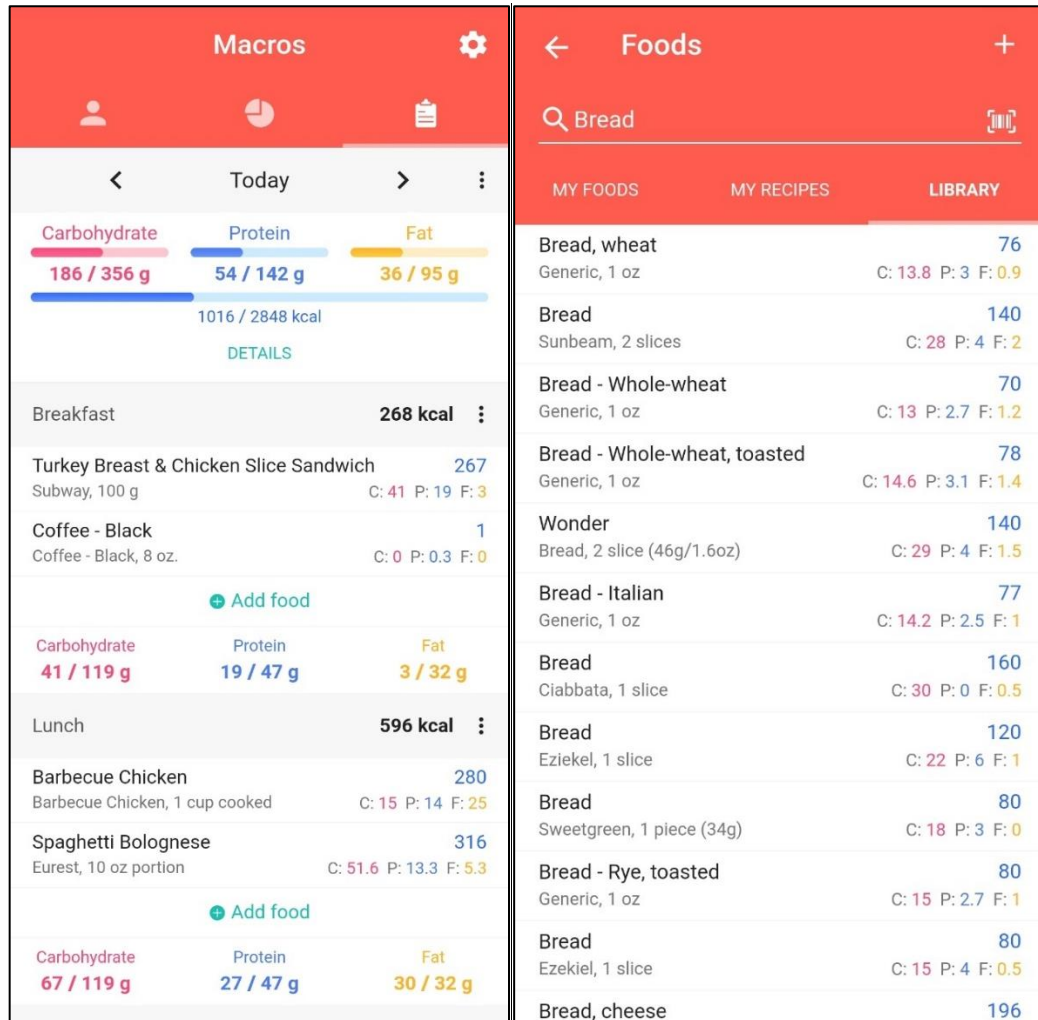 Macros
Today
Carbohydrate Protein Fat
186 / 356 g 54 / 142 g 36 / 95 g
1016 / 2848 kcal
DETAILS
Breakfast 268 kcal
Turkey Breast & Chicken Slice Sandwich 267
Subway, 100 g C: 41 P: 19 F: 3
Coffee - Black 1
Coffee - Black, 8 oz. C: 0 P: 0.3 F: 0
Add food
Carbohydrate Protein Fat
41 / 119 g 19 / 47 g 3 / 32 g
Lunch 596 kcal
Barbecue Chicken 280
Barbecue Chicken, 1 cup cooked C: 15 P: 14 F: 25
Spaghetti Bolognese 316
Eurest, 10 oz portion C: 51.6 P: 13.3 F: 5.3
Add food
Carbohydrate Protein Fat
67 / 119 g 27 / 47 g 30 / 32 g
Foods
Bread
MY FOODS MY RECIPES LIBRARY
Bread, wheat 76
Generic, 1 oz C: 13.8 P: 3 F: 0.9
Bread 140
Sunbeam, 2 slices C: 28 P: 4 F: 2
Bread - Whole-wheat 70
Generic, 1 oz C: 13 P: 2.7 F: 1.2
Bread - Whole-wheat, toasted 78
Generic, 1 oz C: 14.6 P: 3.1 F: 1.4
Wonder 140
Bread, 2 slice (46g/1.6oz) C: 29 P: 4 F: 1.5
Bread - Italian 77
Generic, 1 oz C: 14.2 P: 2.5 F: 1
Bread 160
Ciabbata, 1 slice C: 30 P: 0 F: 0.5
Bread 120
Eziekel, 1 slice C: 22 P: 6 F: 1
Bread 80
Sweetgreen, 1 piece (34g) C: 18 P: 3 F: 0
Bread - Rye, toasted 80
Generic, 1 oz C: 15 P: 2.7 F: 1
Bread 80
Ezekiel, 1 slice C: 15 P: 4 F: 0.5
Bread, cheese 196